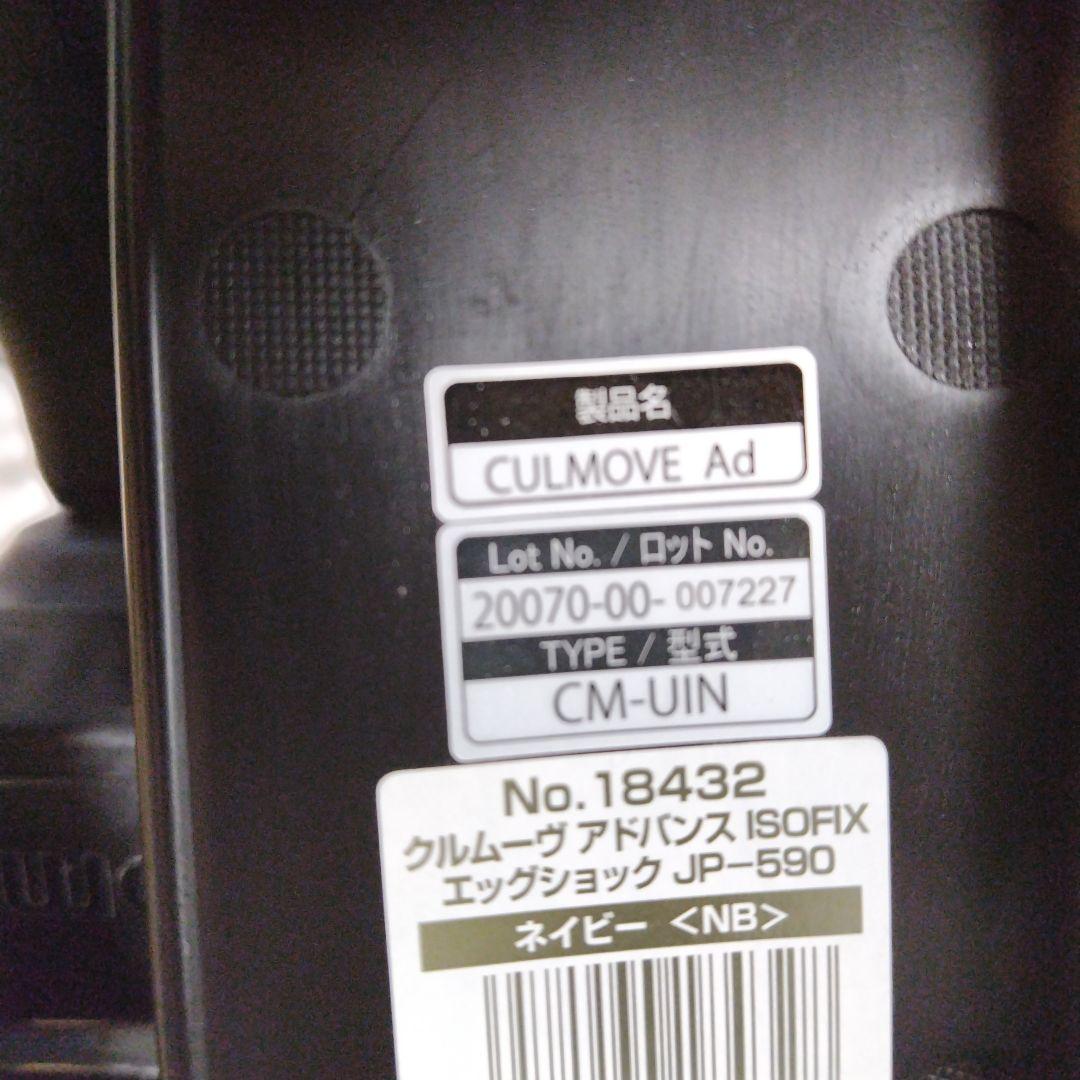 製品名
CULMOVE Ad
Lot No. / ロット No.
20070-00-007227
TYPE / 型式
CM-UIN
No.18432
クルムーヴ アドバンス ISOFIX
エッグショック JP-590
ネイビー <NB>